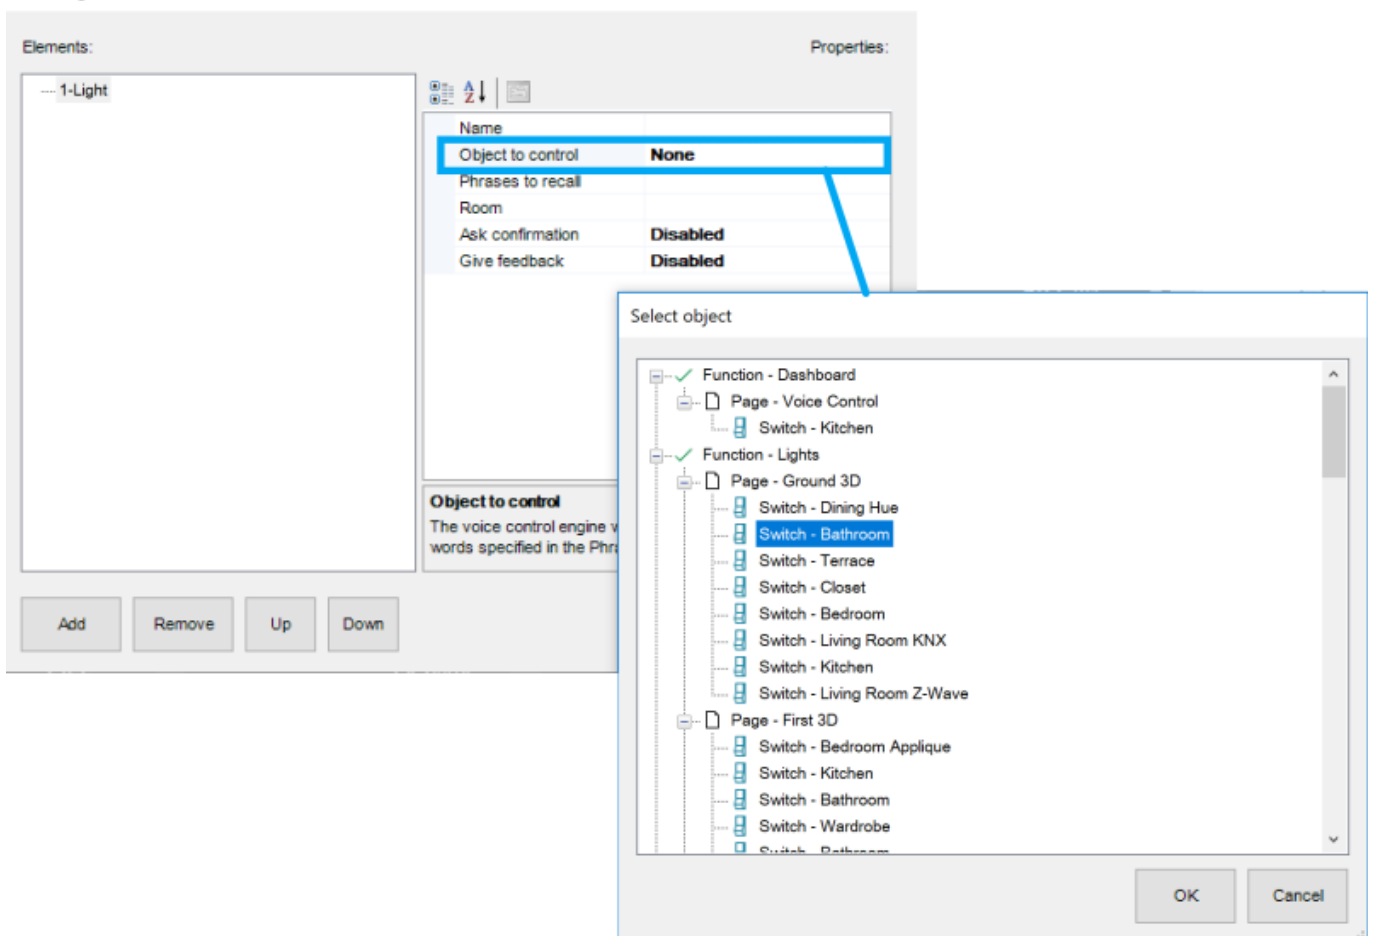 Elements:
Properties:
1-Light
Name
Object to control None
Phrases to recall
Room
Ask confirmation Disabled
Give feedback Disabled
Object to control
The voice control engine
words specified in the
Add Remove Up Down
Select object
Function - Dashboard
Page - Voice Control
Switch - Kitchen
Function - Lights
Page - Ground 3D
Switch - Dining Hue
Switch - Bathroom
Switch - Terrace
Switch - Closet
Switch - Bedroom
Switch - Living Room KNX
Switch - Kitchen
Switch - Living Room Z-Wave
Page - First 3D
Switch - Bedroom Applique
Switch - Kitchen
Switch - Bathroom
Switch - Wardrobe
Switch - Bathroom
OK Cancel